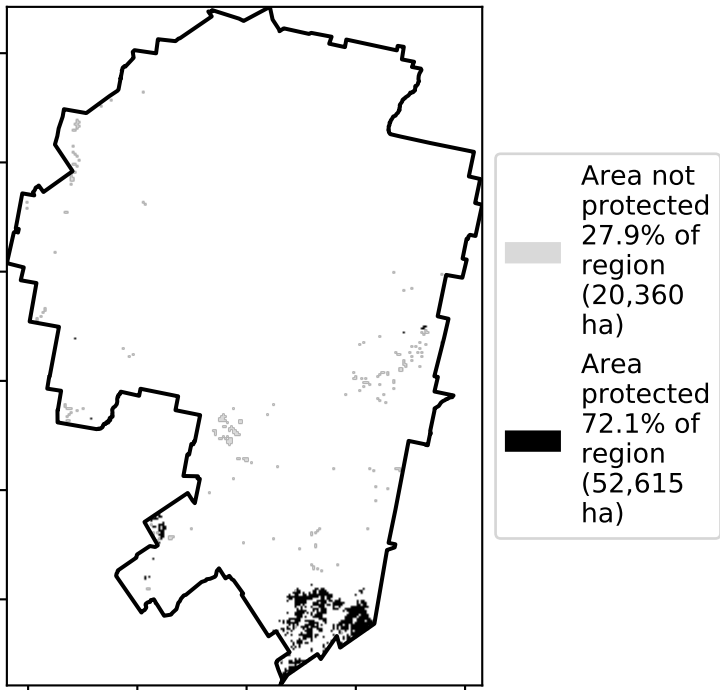 Area not
protected
27.9% of
region
(20,360
ha)
Area
protected
72.1% of
region
(52,615
ha)